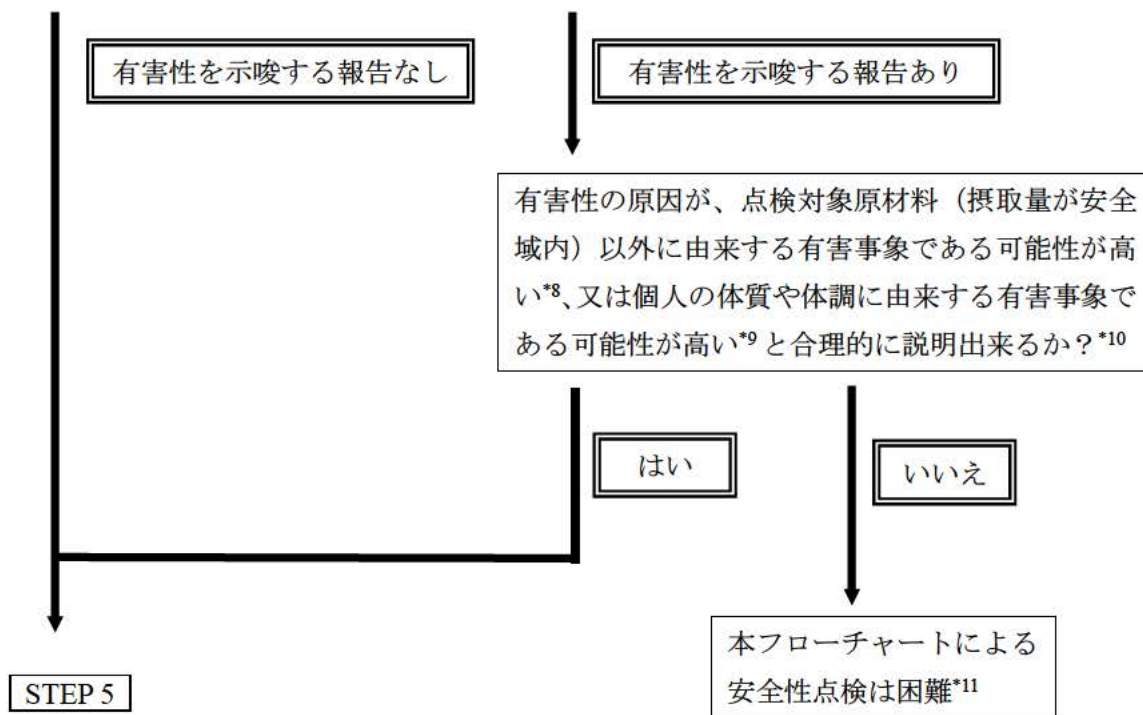 有害性を示唆する報告なし
有害性を示唆する報告あり
有害性の原因が、点検対象原材料（摂取量が安全
域内）以外に由来する有害事象である可能性が高
い*8、又は個人の体質や体調に由来する有害事象で
ある可能性が高い*9 と合理的に説明出来るか？*10
はい
いいえ
本フローチャートによる
安全性点検は困難*11
STEP 5